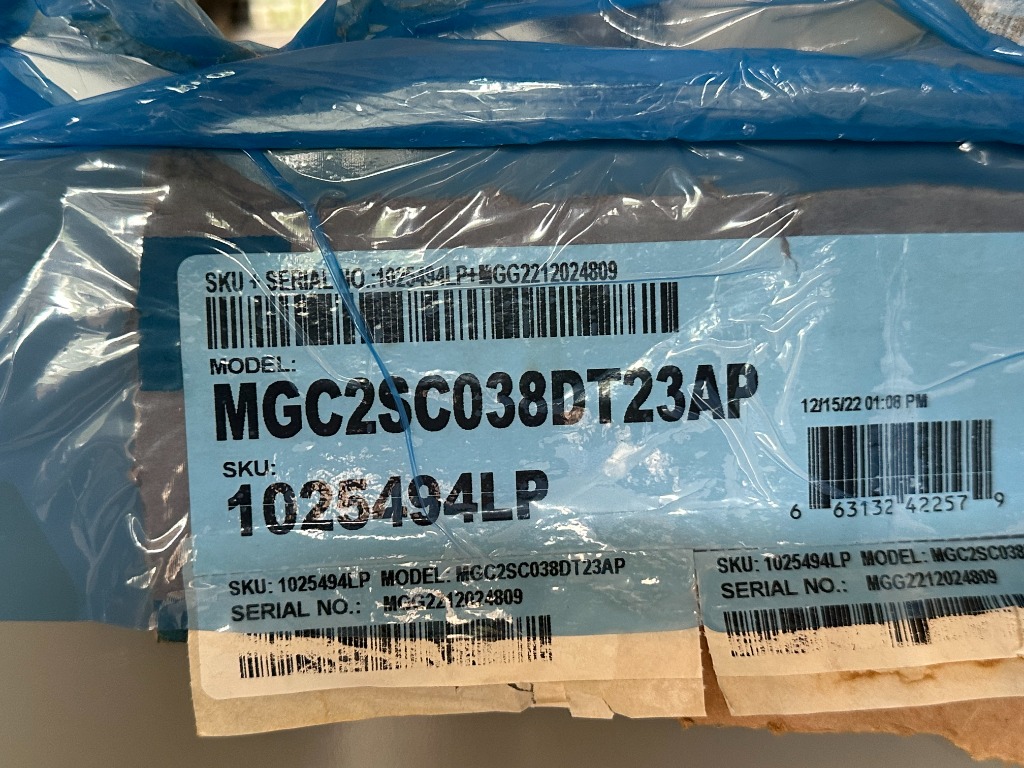 SKU + SERIAL NO.:1025494LP+MGG2212024809
MODEL:
MGC2SC038DT23AP
12/15/22 01:08 PM
SKU:
1025494LP
6 63132 42257 9
SKU: 1025494LP MODEL: MGC2SC038DT23AP
SERIAL NO.: MGG2212024809
SKU: 1025494LP MODEL: MGC2SC038
SERIAL NO.: MGG2212024809